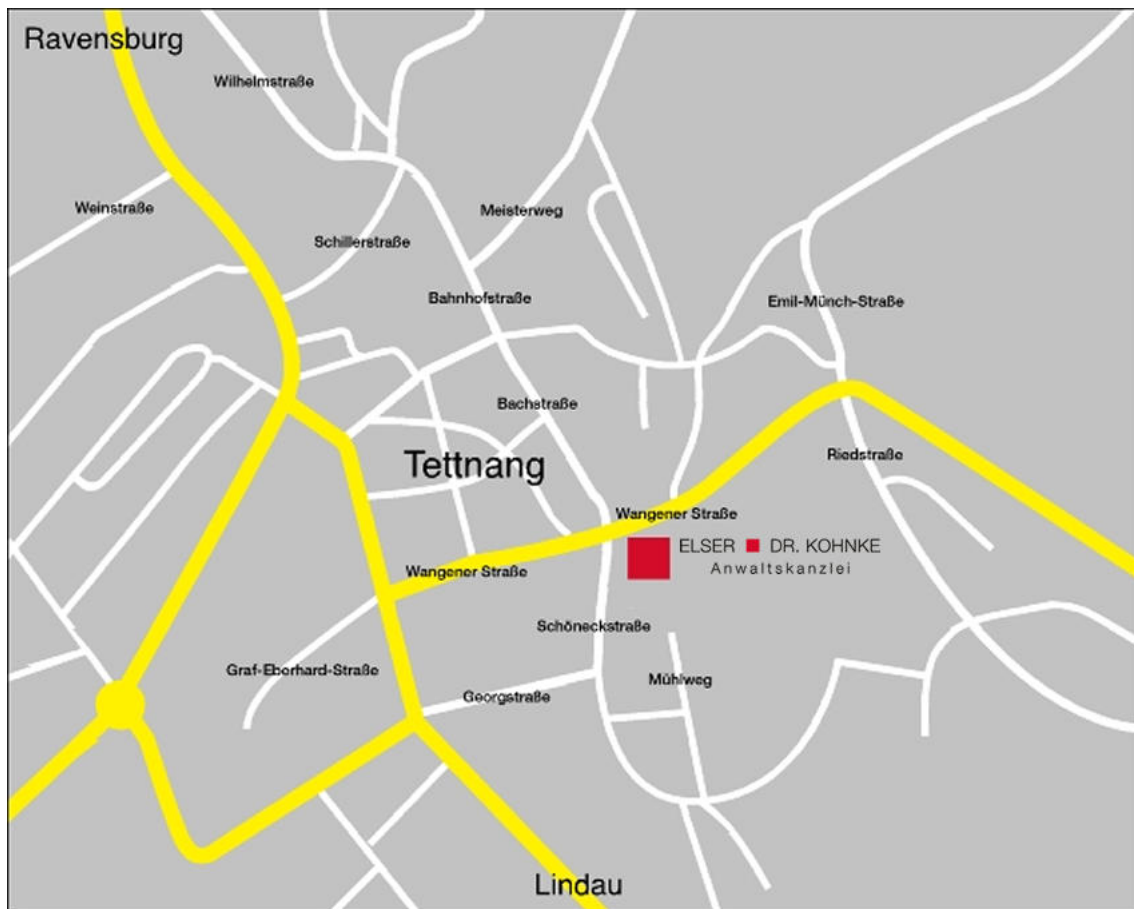 Ravensburg
Wilhelmstraße
Weinstraße
Meisterweg
Schillerstraße
Bahnhofstraße
Emil-Münch-Straße
Bachstraße
Tettnang
Riedstraße
Wangener Straße
ELSER ■ DR. KOHNKE
Anwaltskanzlei
Wangener Straße
Schöneckstraße
Graf-Eberhard-Straße
Mühlweg
Georgstraße
Lindau